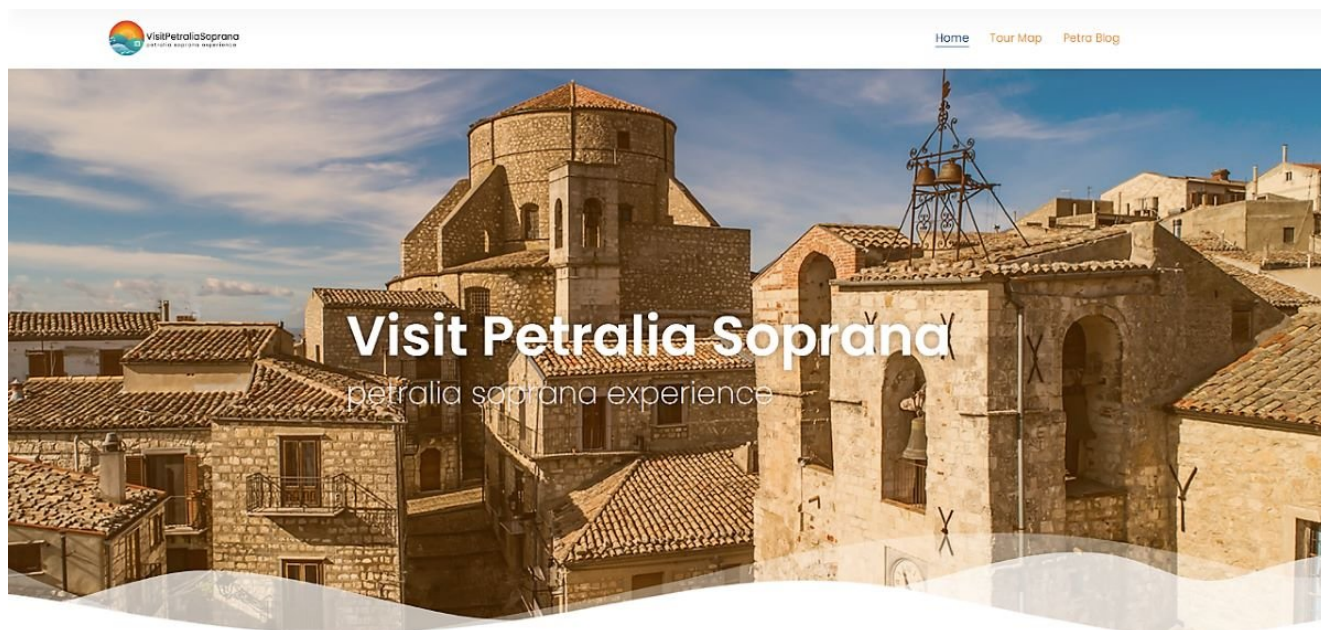 VisitPetraliaSoprana
petralia soprana experience
Home
Tour Map
Petra Blog
Visit Petralia Soprana
petralia soprana experience